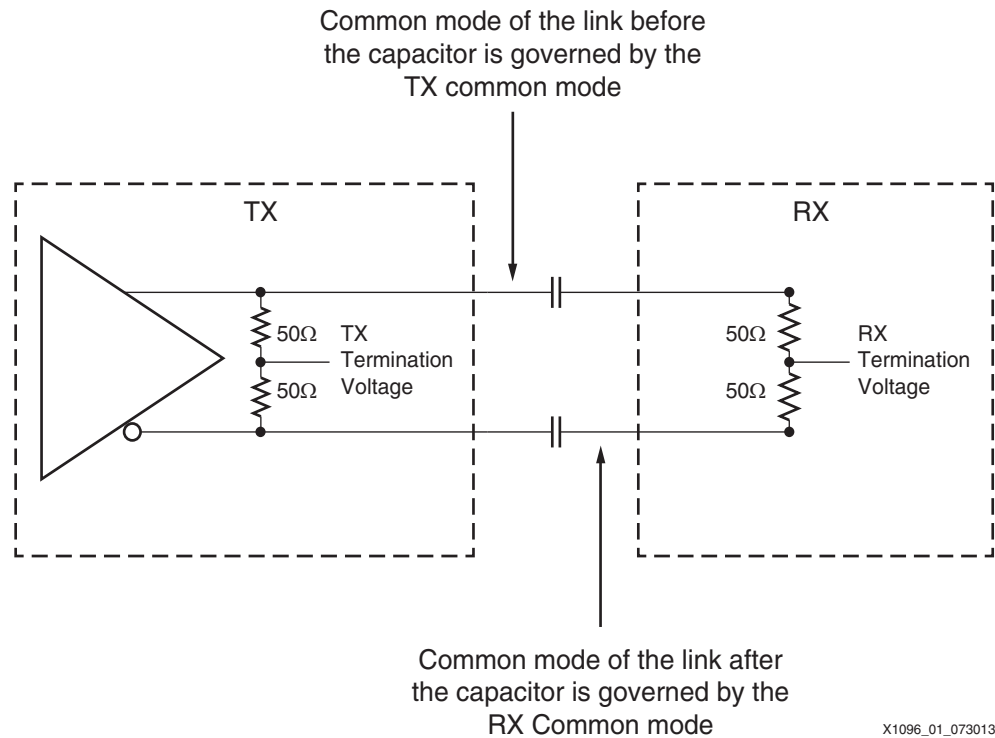 Common mode of the link before
the capacitor is governed by the
TX common mode
TX
RX
50Ω
TX
Termination
Voltage
50Ω
50Ω
RX
Termination
Voltage
50Ω
Common mode of the link after
the capacitor is governed by the
RX Common mode
X1096_01_073013